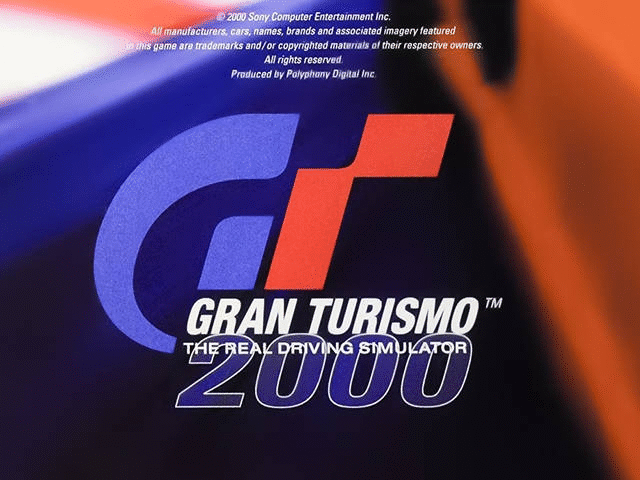 © 2000 Sony Computer Entertainment Inc.
All manufacturers, cars, names, brands and associated imagery featured
in this game are trademarks and/or copyrighted materials of their respective owners.
All rights reserved.
Produced by Polyphony Digital Inc.
GT
GRAN TURISMO™
THE REAL DRIVING SIMULATOR
2000